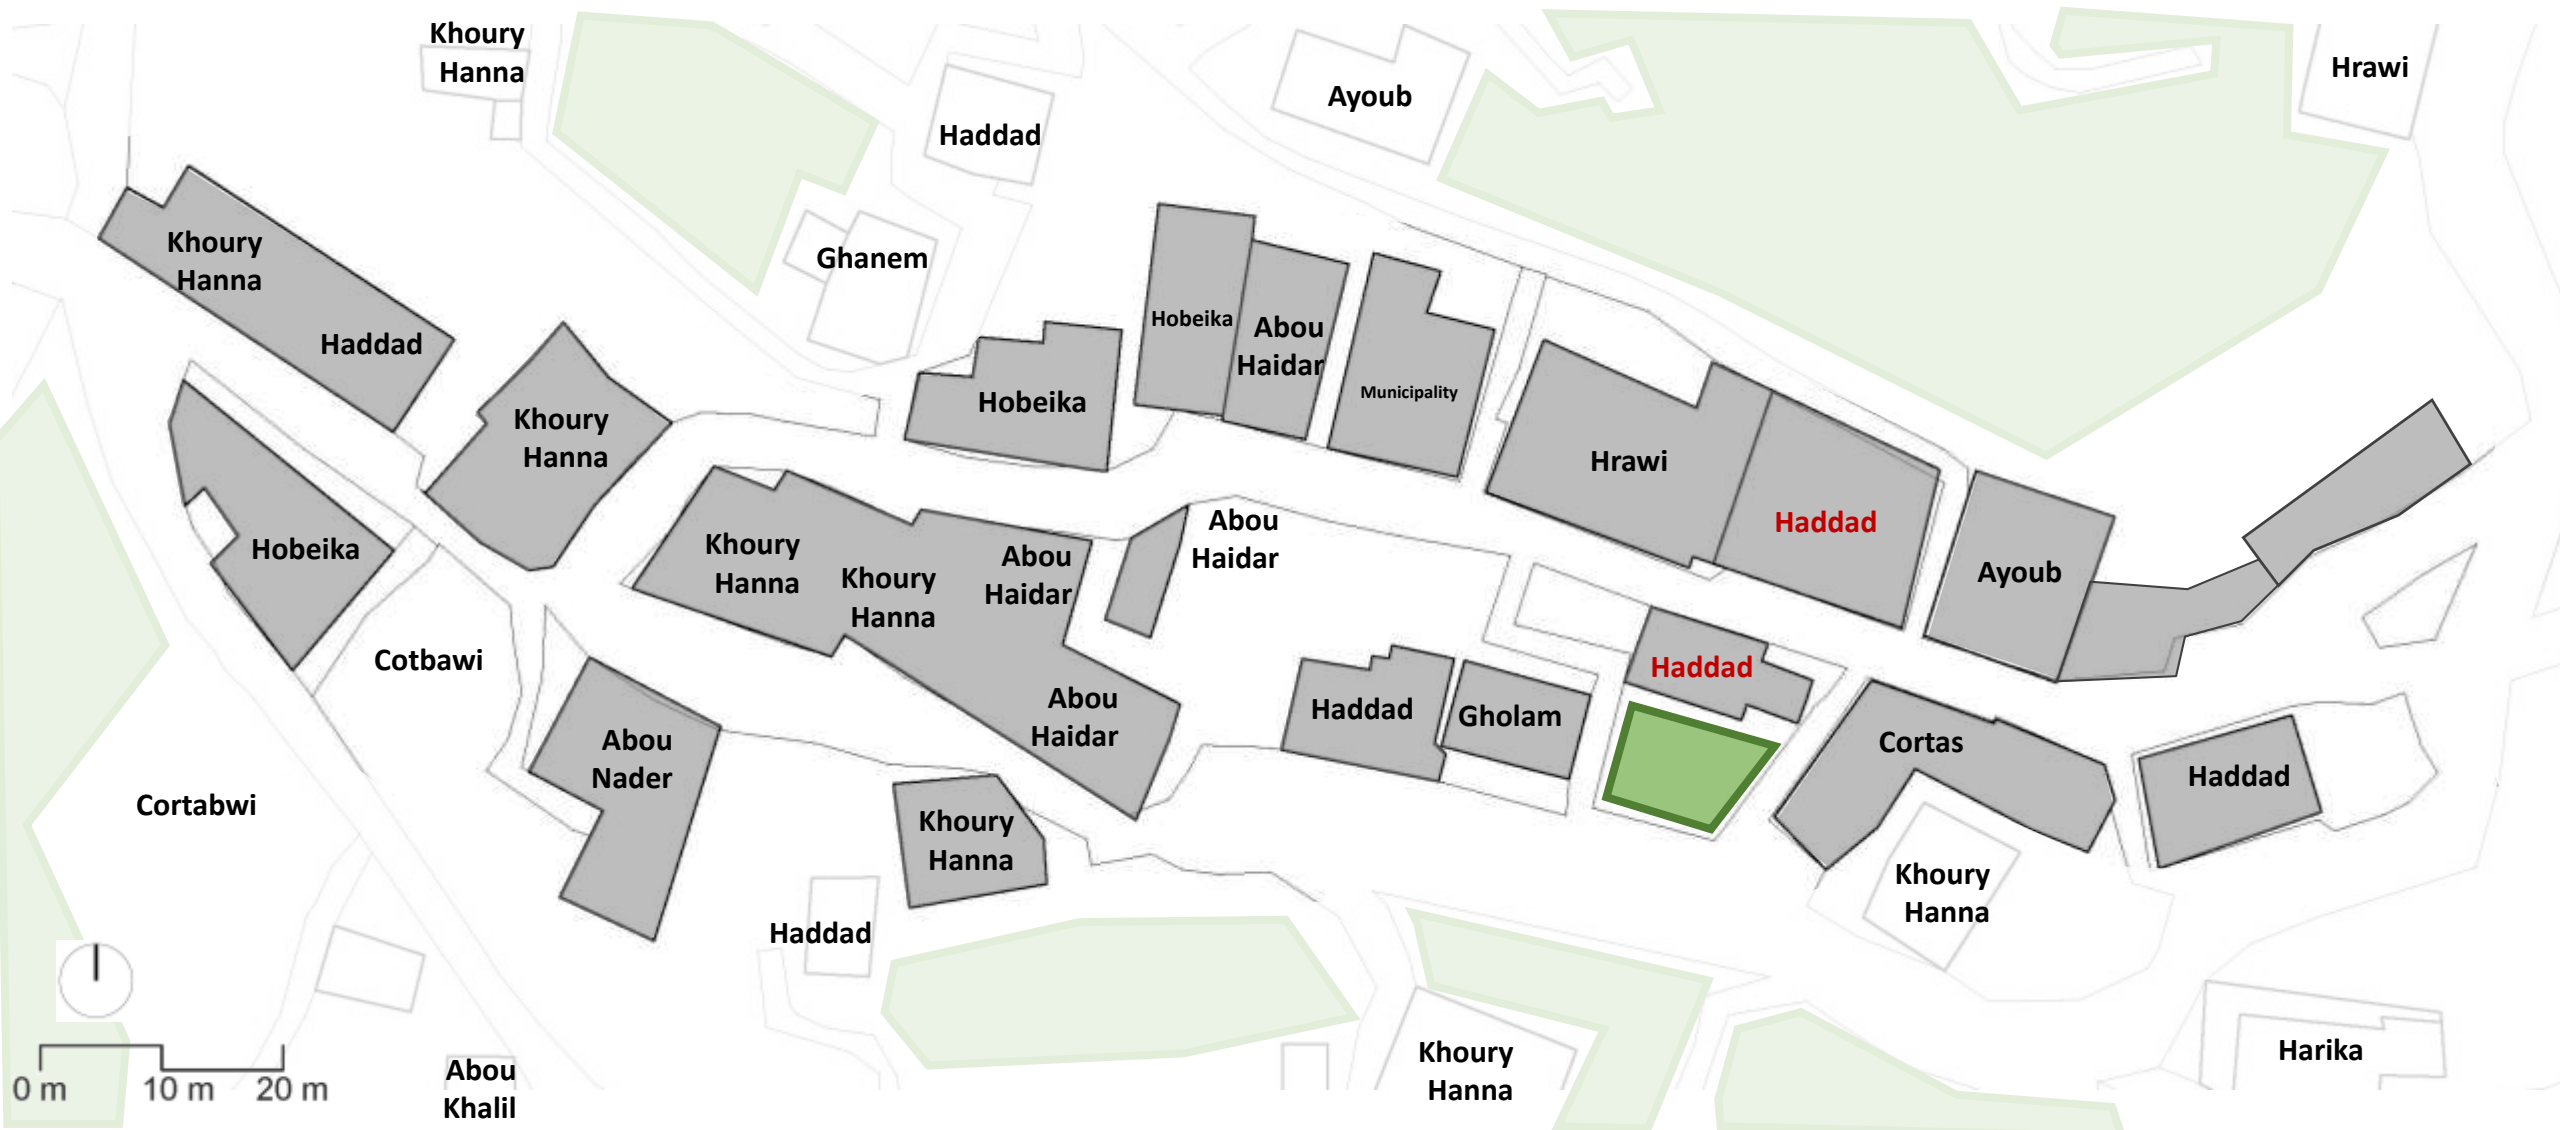 Khoury
Hanna
Hrawi
Ayoub
Haddad
Khoury
Hanna
Ghanem
Haddad
Hobeika
Abou
Haidar
Municipality
Hobeika
Khoury
Hanna
Hrawi
Haddad
Hobeika
Khoury
Hanna
Khoury
Hanna
Abou
Haidar
Abou
Haidar
Ayoub
Cotbawi
Haddad
Abou
Haidar
Haddad
Gholam
Abou
Nader
Cortas
Haddad
Cortabwi
Khoury
Hanna
Khoury
Hanna
Haddad
Khoury
Hanna
Harika
Abou
Khalil
0 m 10 m 20 m